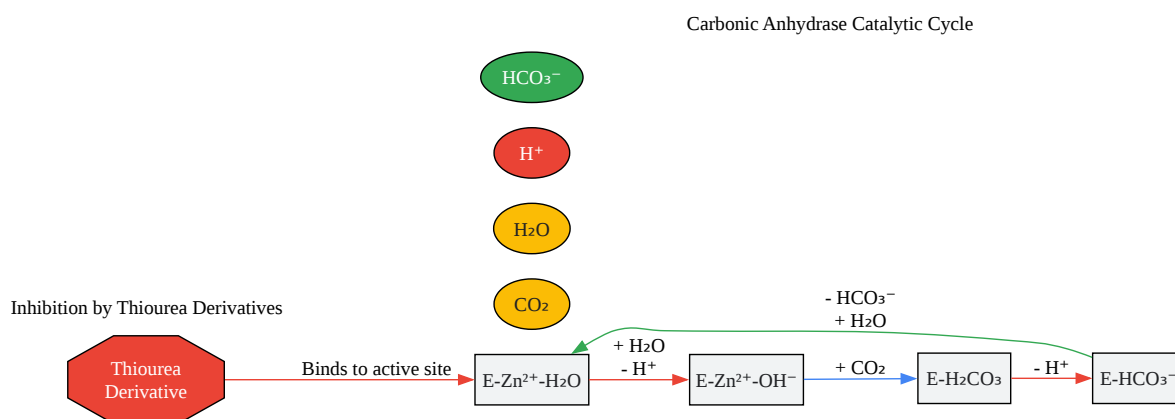 Carbonic Anhydrase Catalytic Cycle
HCO₃⁻
H⁺
H₂O
CO₂
Inhibition by Thiourea Derivatives
- HCO₃⁻
+ H₂O
Thiourea
Derivative
Binds to active site
E-Zn²⁺-H₂O
+ H₂O
- H⁺
E-Zn²⁺-OH⁻
+ CO₂
E-H₂CO₃
- H⁺
E-HCO₃⁻